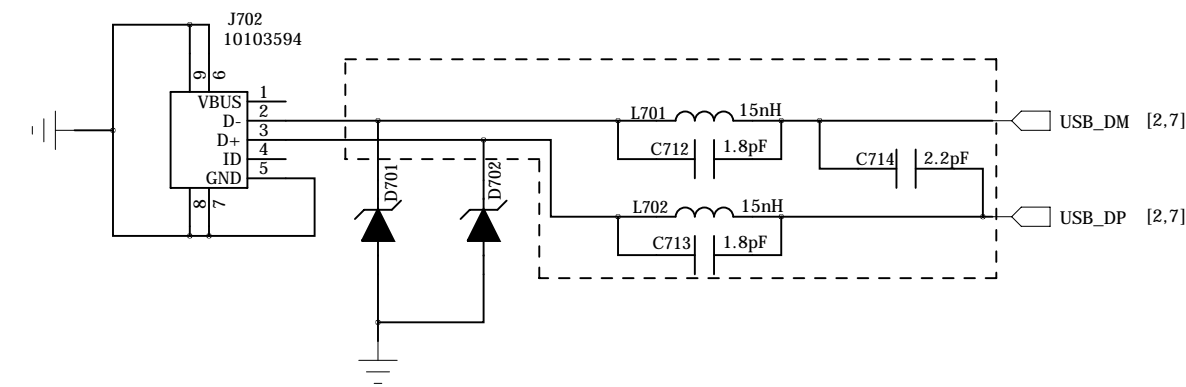 J702
10103594
9 6
VBUS 1
D- 2
D+ 3
ID 4
GND 5
8 7
D701
D702
L701 15nH
C712 1.8pF
C714 2.2pF
L702 15nH
C713 1.8pF
USB_DM [2,7]
USB_DP [2,7]